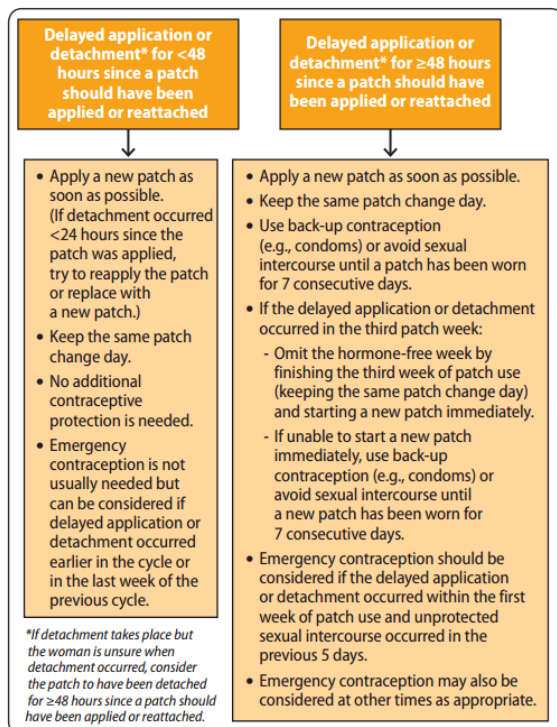 Delayed application or
detachment* for <48
hours since a patch
should have been
applied or reattached
• Apply a new patch as
soon as possible.
(If detachment occurred
<24 hours since the
patch was applied,
try to reapply the patch
or replace with
a new patch.)
• Keep the same patch
change day.
• No additional
contraceptive
protection is needed.
• Emergency
contraception is not
usually needed but
can be considered if
delayed application or
detachment occurred
earlier in the cycle or
in the last week of the
previous cycle.
*If detachment takes place but
the woman is unsure when
detachment occurred, consider
the patch to have been detached
for ≥48 hours since a patch should
have been applied or reattached.
Delayed application or
detachment* for ≥48 hours
since a patch should have
been applied or reattached
• Apply a new patch as soon as possible.
• Keep the same patch change day.
• Use back-up contraception
(e.g., condoms) or avoid sexual
intercourse until a patch has been worn
for 7 consecutive days.
• If the delayed application or detachment
occurred in the third patch week:
- Omit the hormone-free week by
finishing the third week of patch use
(keeping the same patch change day)
and starting a new patch immediately.
- If unable to start a new patch
immediately, use back-up
contraception (e.g., condoms) or
avoid sexual intercourse until
a new patch has been worn for
7 consecutive days.
• Emergency contraception should be
considered if the delayed application
or detachment occurred within the first
week of patch use and unprotected
sexual intercourse occurred in the
previous 5 days.
• Emergency contraception may also be
considered at other times as appropriate.